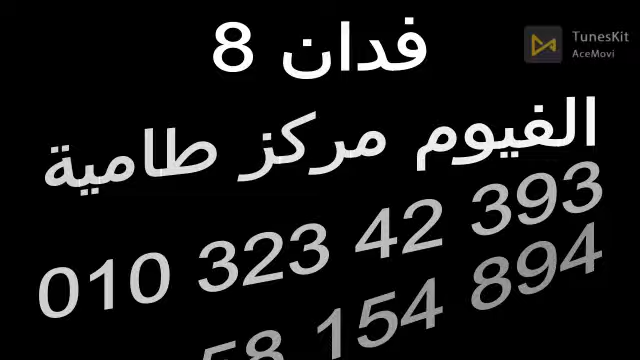 TunesKit
AceMovi
8 فدان
الفيوم مركز طامية
010 323 42 393
58 154 894